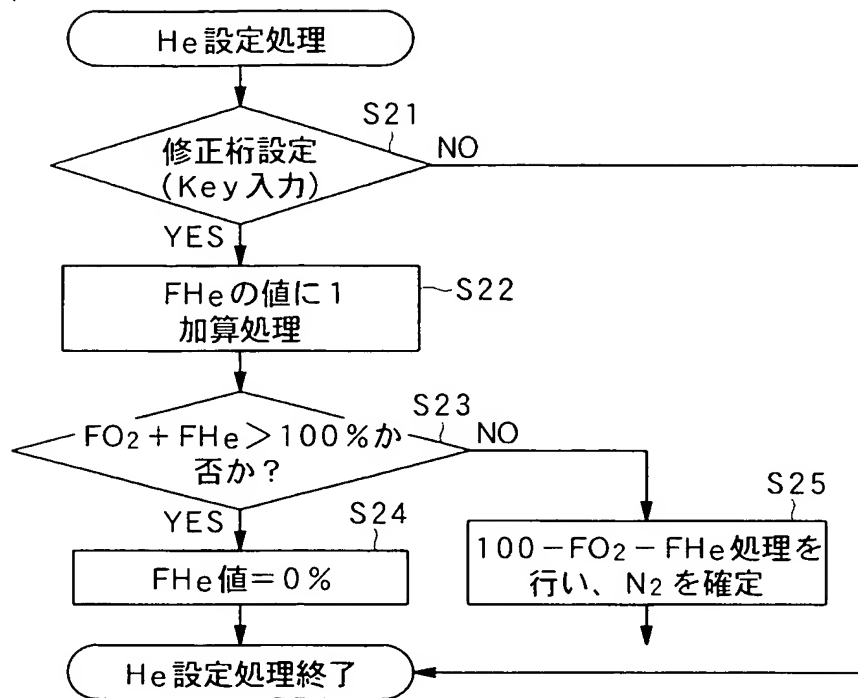 He設定処理
S21
修正桁設定
(Key入力)
NO
YES
FHeの値に1
加算処理
S22
S23
FO₂+FHe>100%か
否か?
NO
YES
S24
S25
FHe値=0%
100-FO₂-FHe処理を
行い、N₂を確定
He設定処理終了